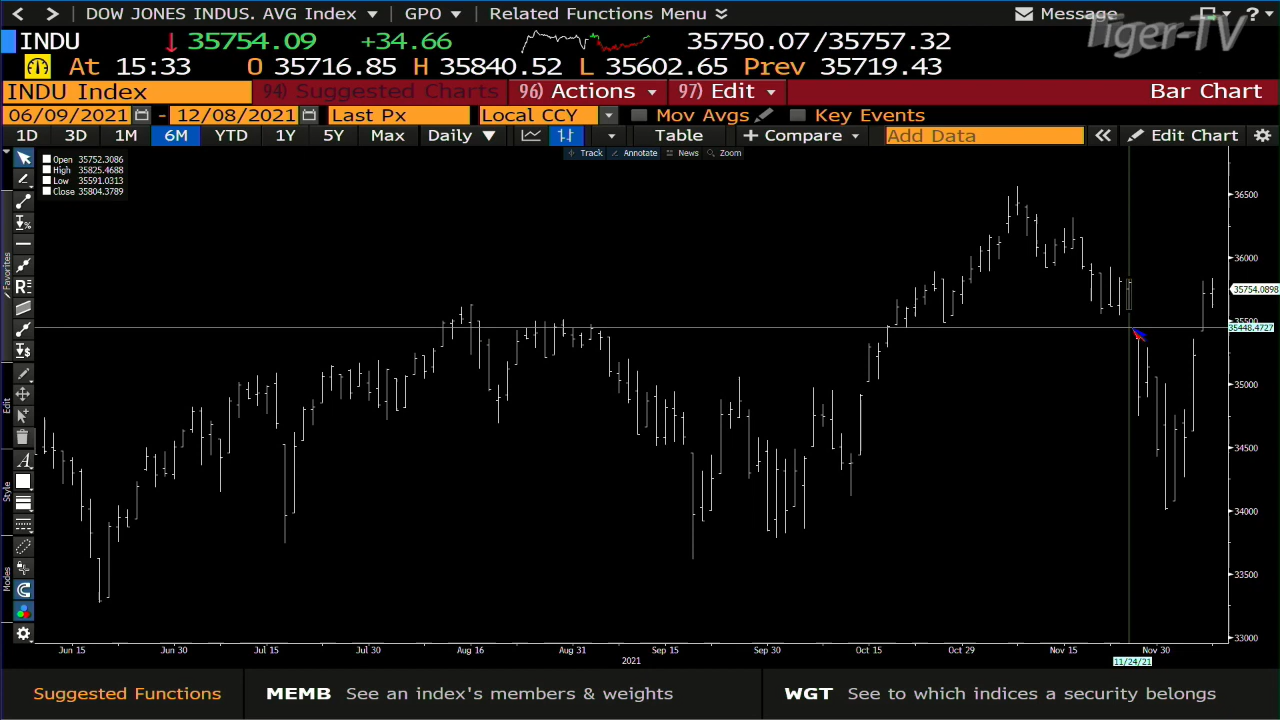 DOW JONES INDUS. AVG Index GPO Related Functions Menu Message ?
Tiger-TV
INDU 35754.09 +34.66 35750.07/35757.32
At 15:33 O 35716.85 H 35840.52 L 35602.65 Prev 35719.43
INDU Index 94) Suggested Charts 96) Actions 97) Edit Bar Chart
06/09/2021 - 12/08/2021 Last Px Local CCY Mov Avgs Key Events
1D 3D 1M 6M YTD 1Y 5Y Max Daily Table + Compare Add Data Edit Chart
Track Annotate News Zoom
Open 35752.3086
High 35825.4688
Low 35591.0313
Close 35804.3789
Favorites
Edit
Style
Modes
36500
36000
35754.0898
35500
35448.4727
35000
34500
34000
33500
33000
Jun 15 Jun 30 Jul 15 Jul 30 Aug 16 Aug 31 Sep 15 Sep 30 Oct 15 Oct 29 Nov 15 Nov 30
2021
11/24/21
Suggested Functions MEMB See an index's members & weights WGT See to which indices a security belongs